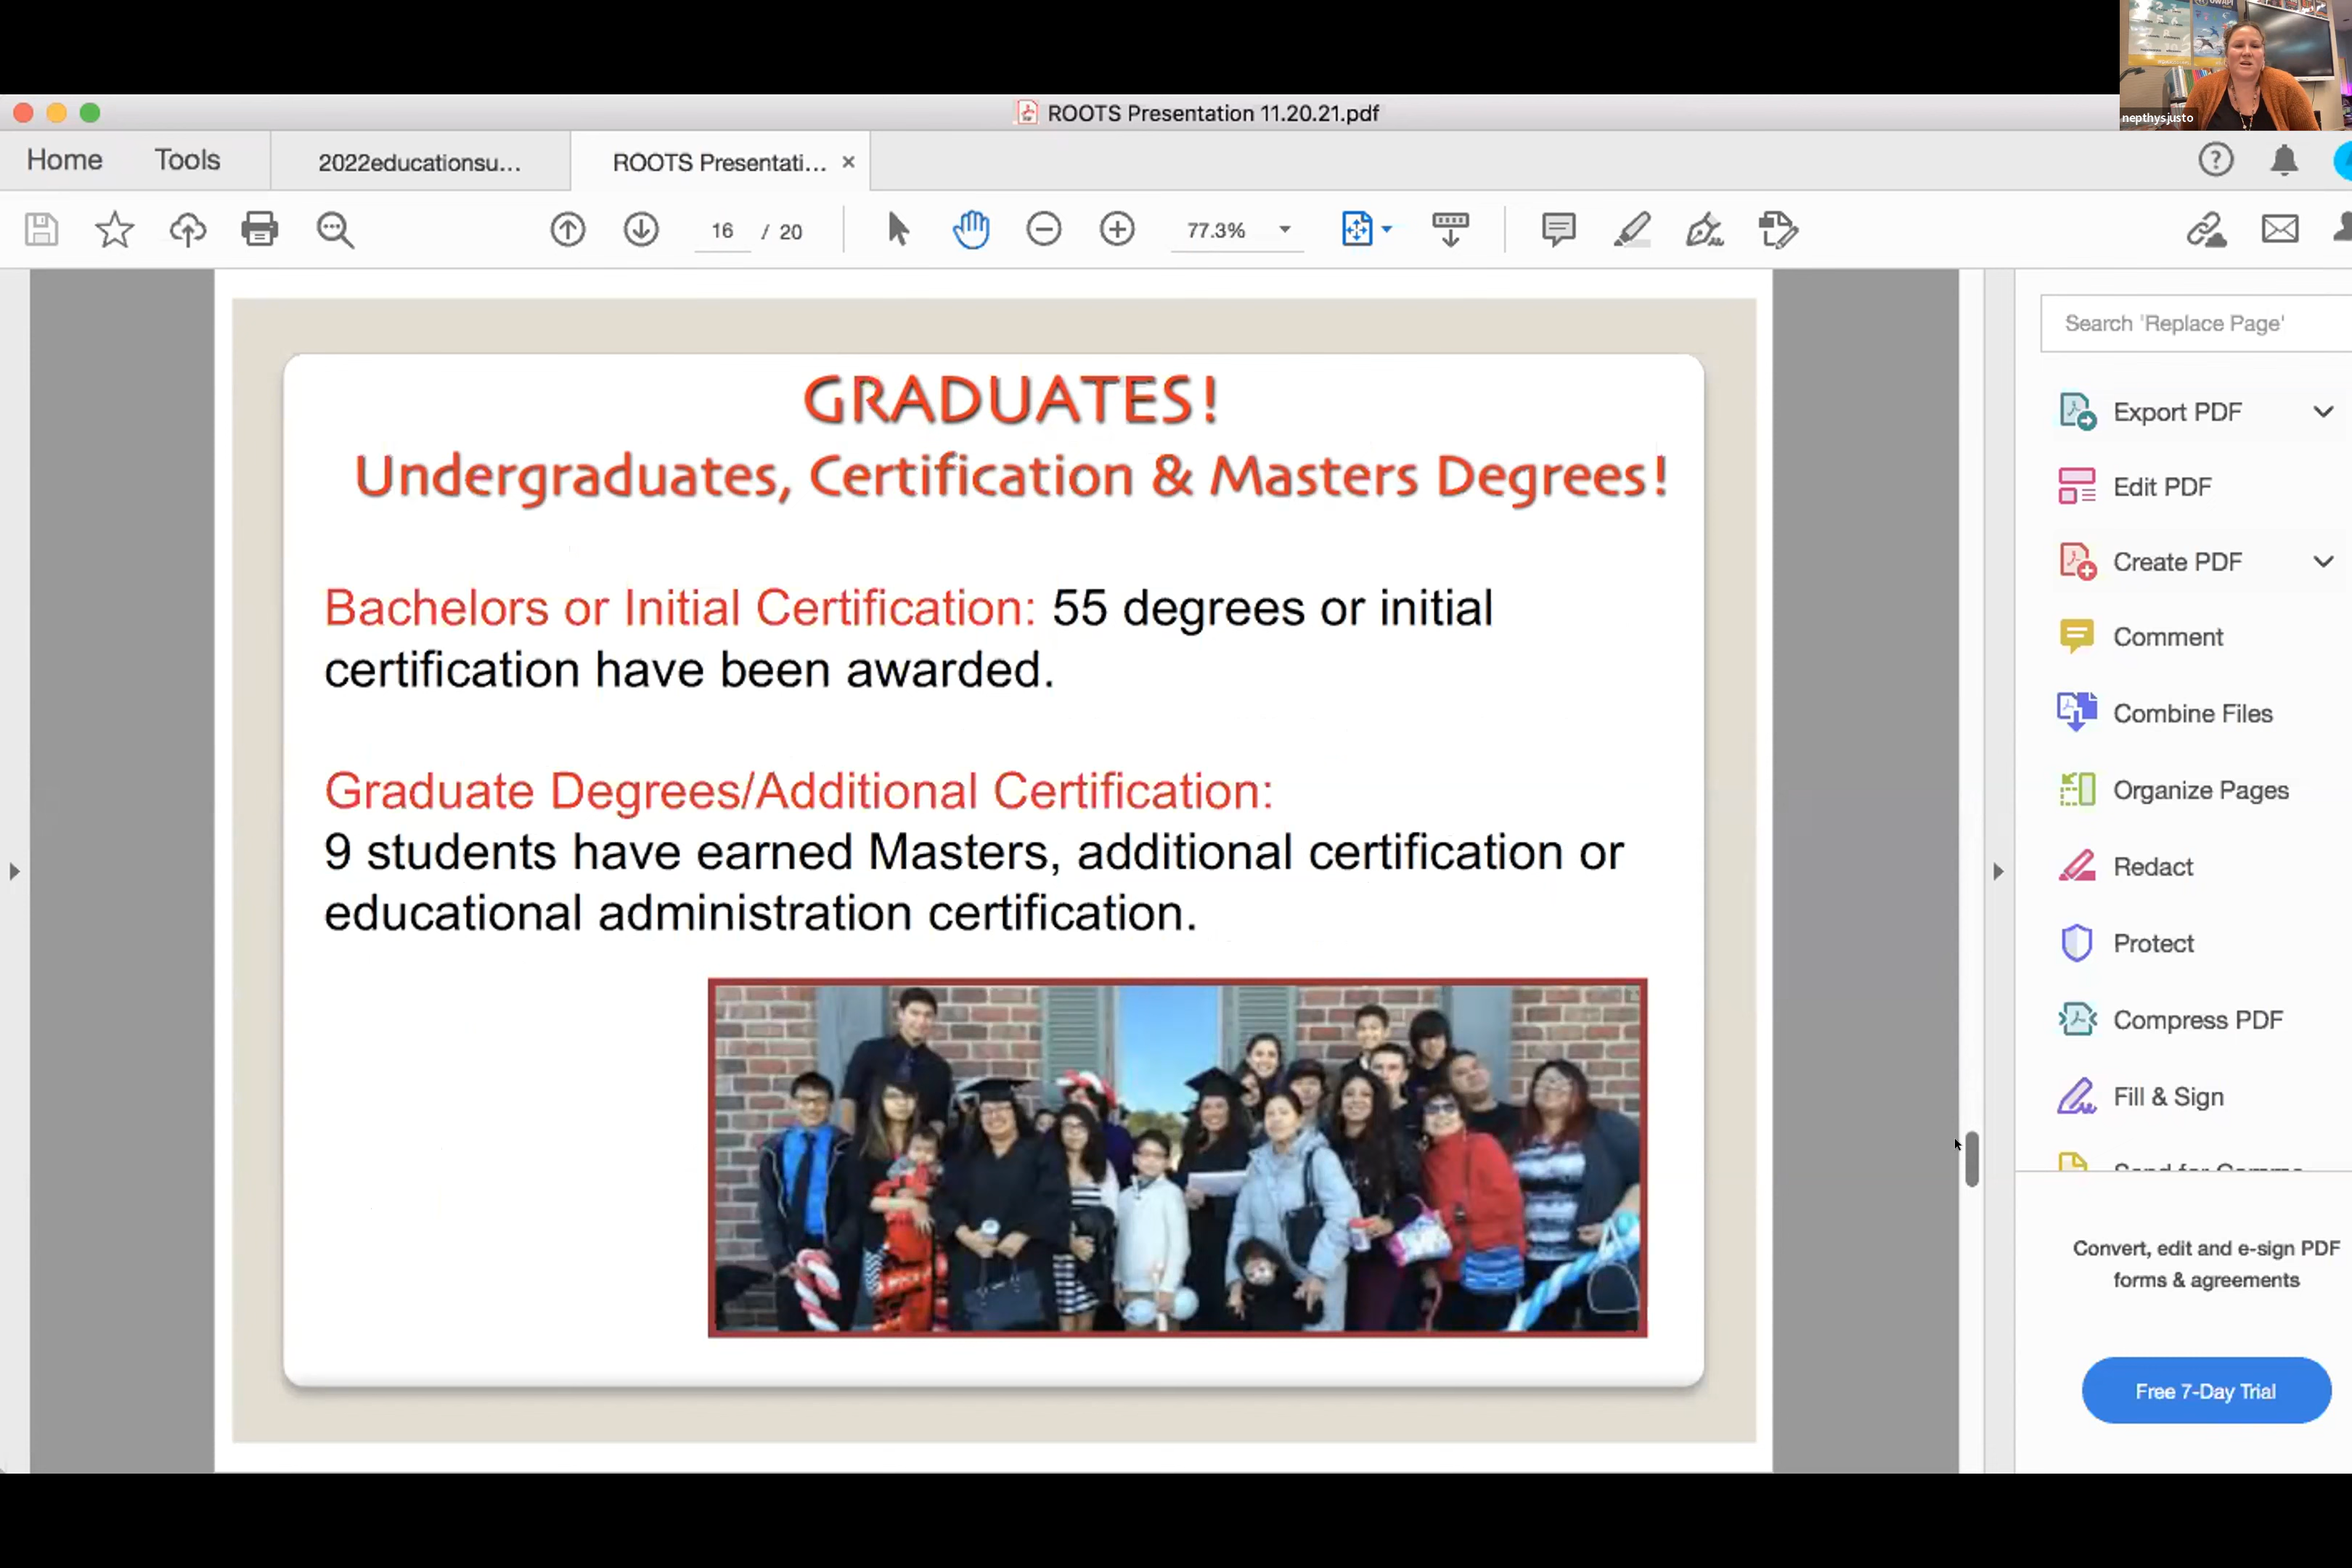 nepthysjusto
ROOTS Presentation 11.20.21.pdf
Home
Tools
2022educationsu...
ROOTS Presentati...
16 / 20
77.3%
Search 'Replace Page'
Export PDF
Edit PDF
Create PDF
Comment
Combine Files
Organize Pages
Redact
Protect
Compress PDF
Fill & Sign
Convert, edit and e-sign PDF
forms & agreements
Free 7-Day Trial
GRADUATES!
Undergraduates, Certification & Masters Degrees!
Bachelors or Initial Certification: 55 degrees or initial
certification have been awarded.
Graduate Degrees/Additional Certification:
9 students have earned Masters, additional certification or
educational administration certification.